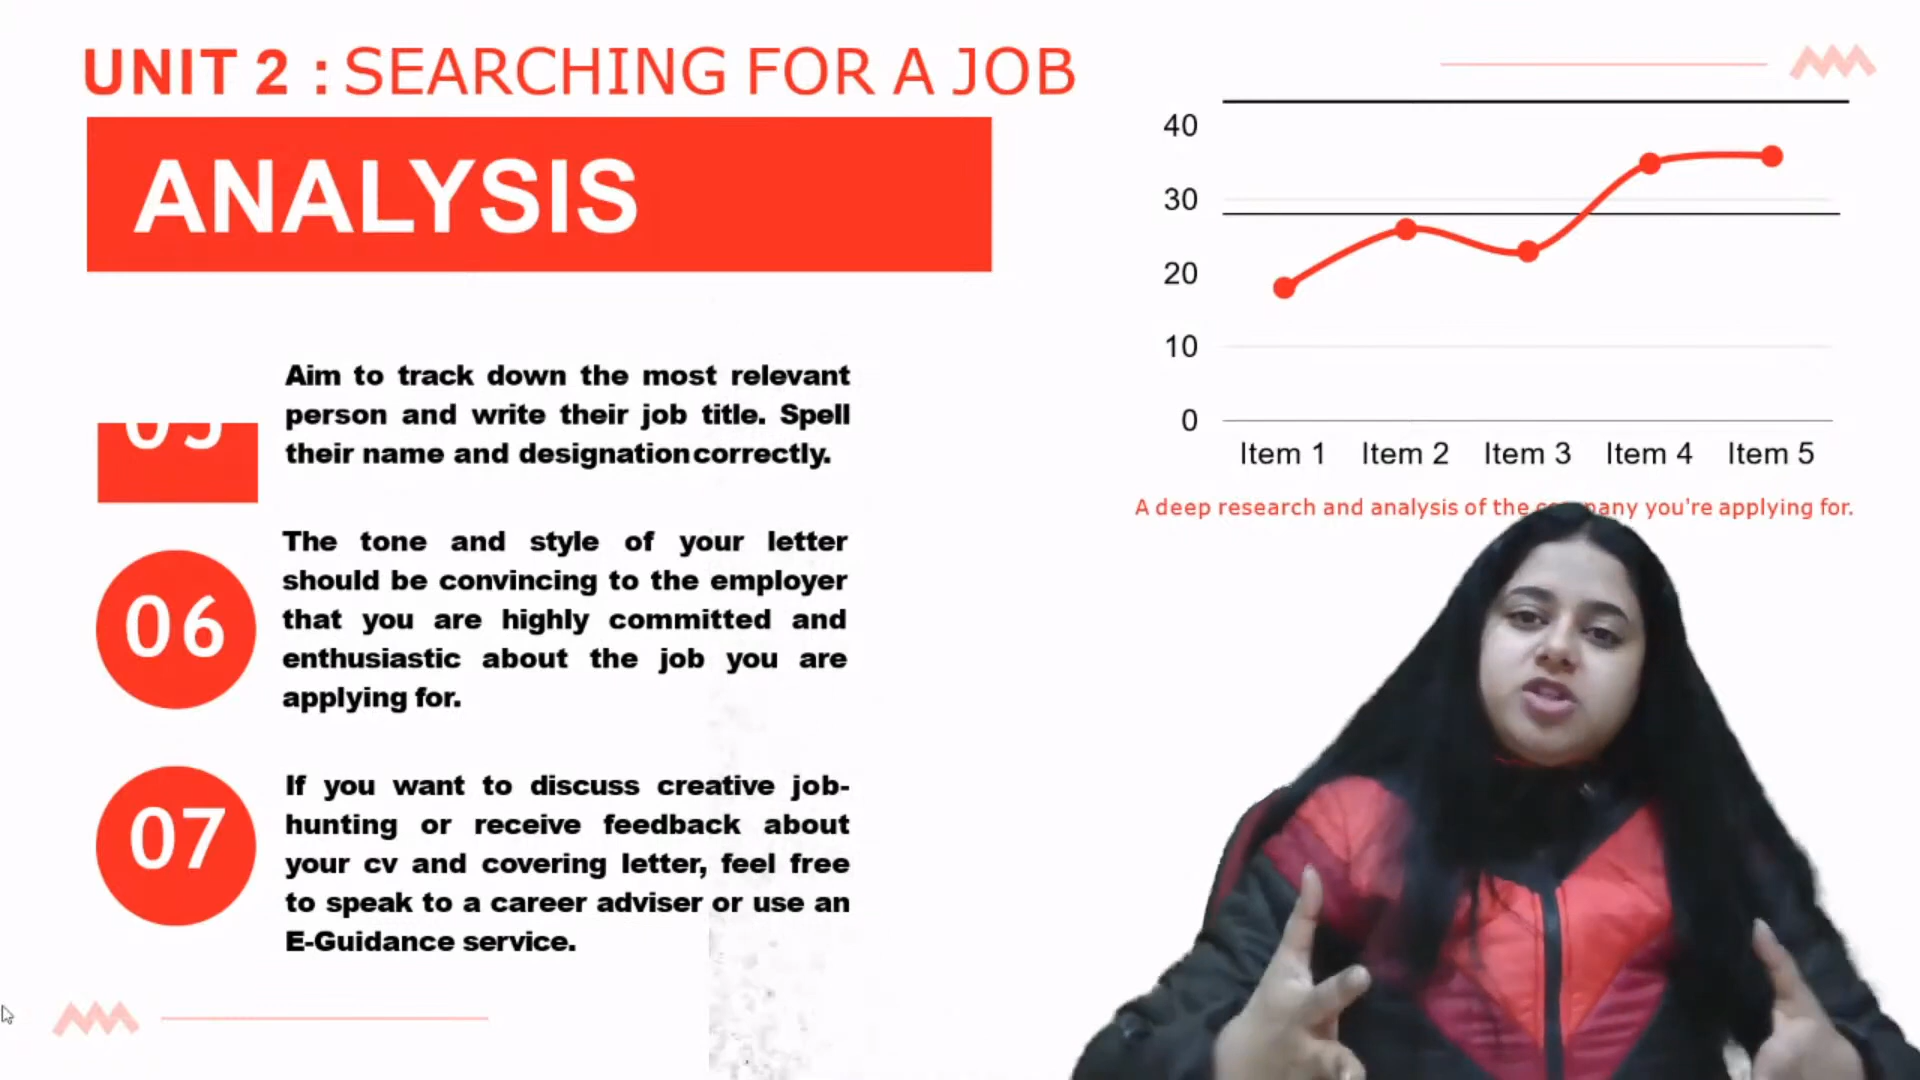 UNIT 2 : SEARCHING FOR A JOB
ANALYSIS
Aim to track down the most relevant
person and write their job title. Spell
their name and designation correctly.
06
The tone and style of your letter
should be convincing to the employer
that you are highly committed and
enthusiastic about the job you are
applying for.
07
If you want to discuss creative job-
hunting or receive feedback about
your cv and covering letter, feel free
to speak to a career adviser or use an
E-Guidance service.
40
30
20
10
0
Item 1 Item 2 Item 3 Item 4 Item 5
A deep research and analysis of the company you're applying for.